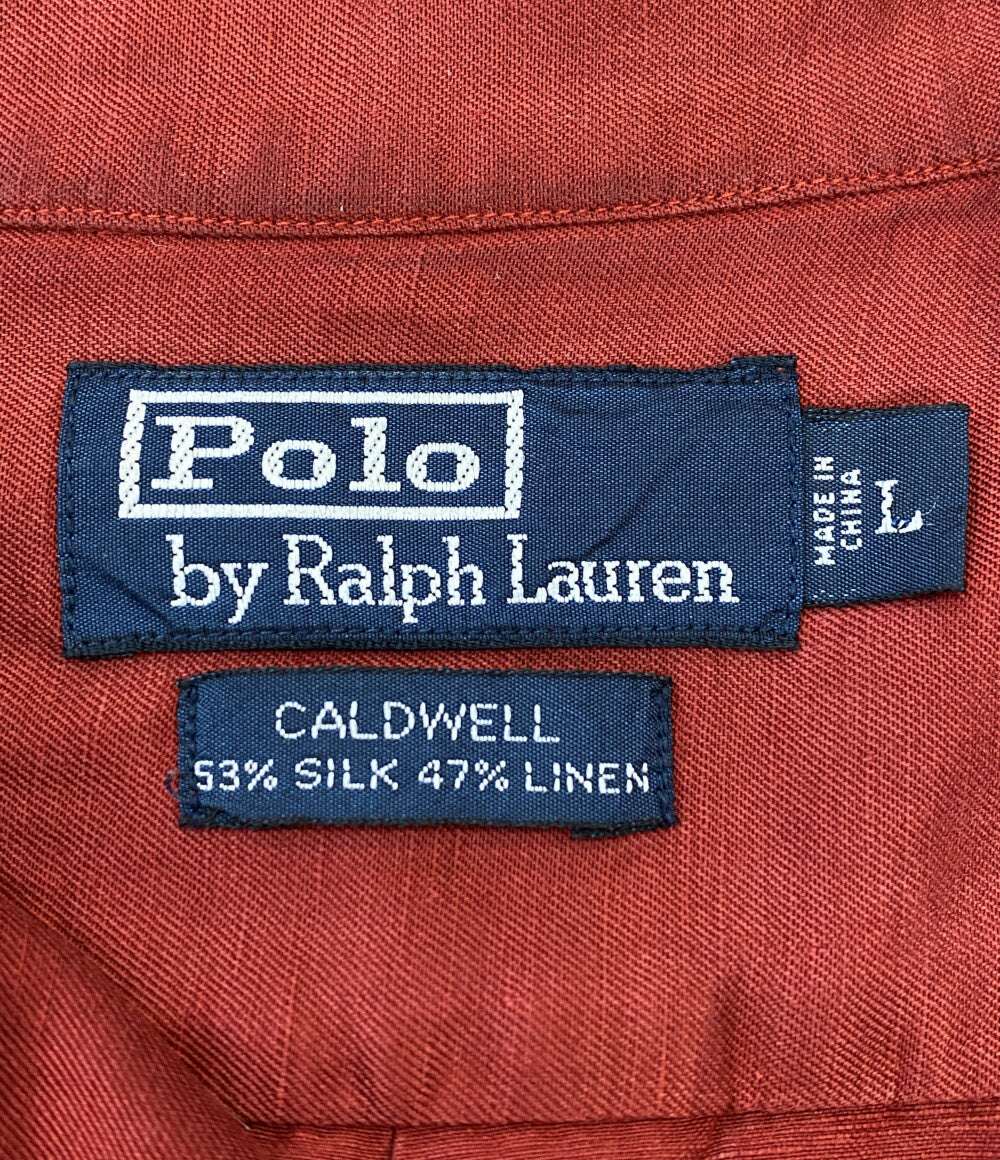 Polo
by Ralph Lauren
MADE IN
CHINA
L
CALDWELL
53% SILK 47% LINEN